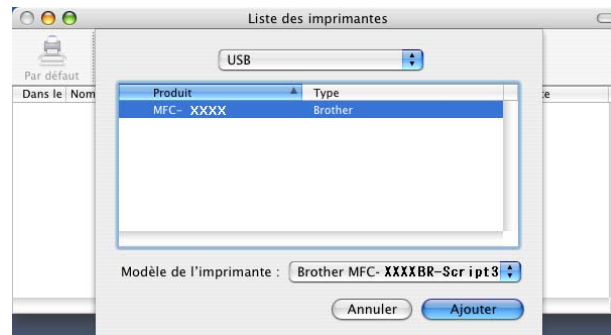 Liste des imprimantes
USB
Par défaut
Dans le Nom
Produit Type
MFC- XXXX Brother
Modèle de l'imprimante : Brother MFC- XXXXBR-Script3
Annuler Ajouter